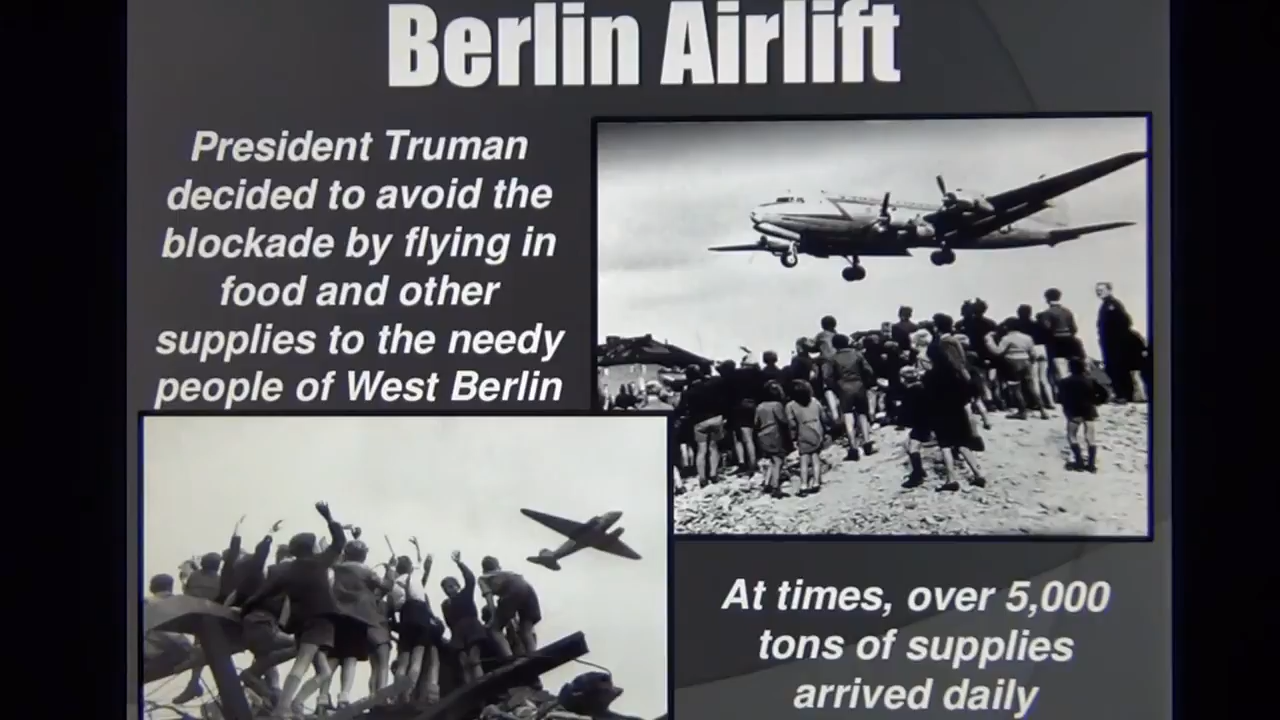 Berlin Airlift
President Truman
decided to avoid the
blockade by flying in
food and other
supplies to the needy
people of West Berlin
At times, over 5,000
tons of supplies
arrived daily